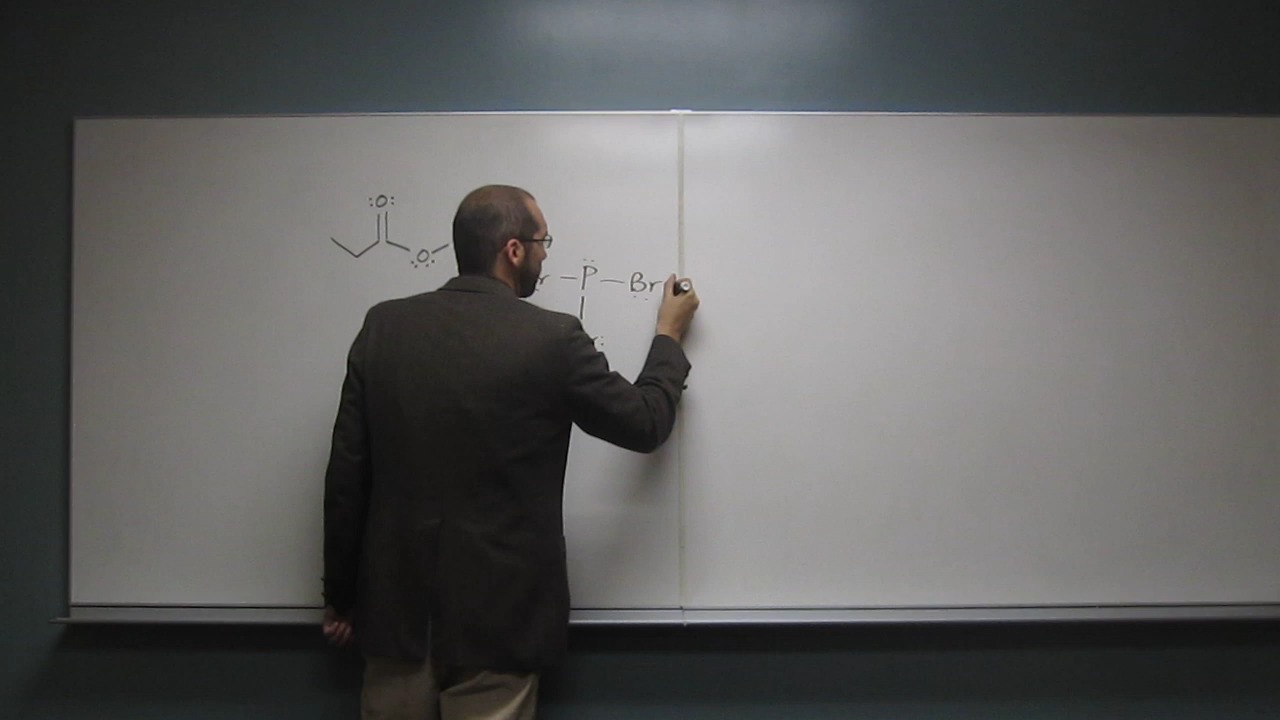 :O:
O
r — P — Br
r: